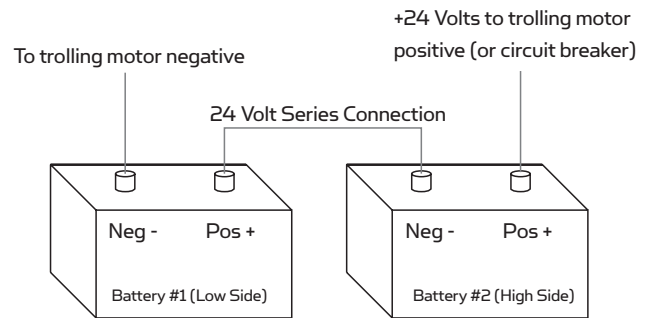 +24 Volts to trolling motor
positive (or circuit breaker)
To trolling motor negative
24 Volt Series Connection
Neg -
Pos +
Neg -
Pos +
Battery #1 (Low Side)
Battery #2 (High Side)